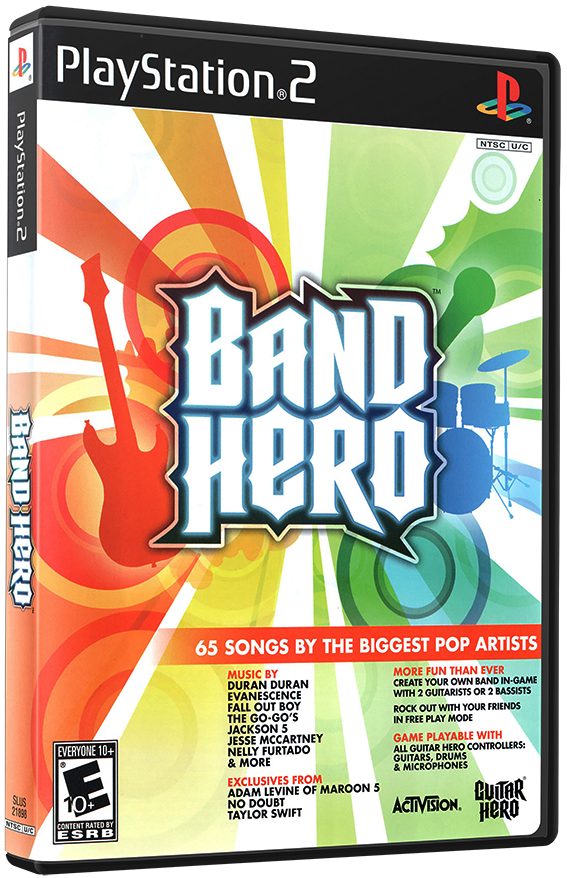 PlayStation®2
NTSC U/C
BAND
HERO
™
65 SONGS BY THE BIGGEST POP ARTISTS
MUSIC BY
DURAN DURAN
EVANESCENCE
FALL OUT BOY
THE GO-GO'S
JACKSON 5
JESSE MCCARTNEY
NELLY FURTADO
& MORE
EXCLUSIVES FROM
ADAM LEVINE OF MAROON 5
NO DOUBT
TAYLOR SWIFT
MORE FUN THAN EVER
CREATE YOUR OWN BAND IN-GAME
WITH 2 GUITARISTS OR 2 BASSISTS
ROCK OUT WITH YOUR FRIENDS
IN FREE PLAY MODE
GAME PLAYABLE WITH
ALL GUITAR HERO CONTROLLERS:
GUITARS, DRUMS
& MICROPHONES
EVERYONE 10+
E
10+
CONTENT RATED BY
ESRB
ACTIVISION.
GUITAR
HERO®
PlayStation®2
BAND HERO
SLUS
21898
NTSC U/C